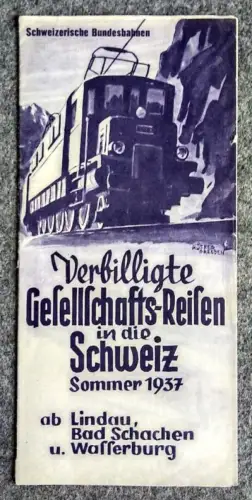 Schweizerische Bundesbahnen
Verbilligte
Geſellſchafts-Reiſen
in die
Schweiz
Sommer 1937
ab Lindau,
Bad Schachen
u. Waſſerburg